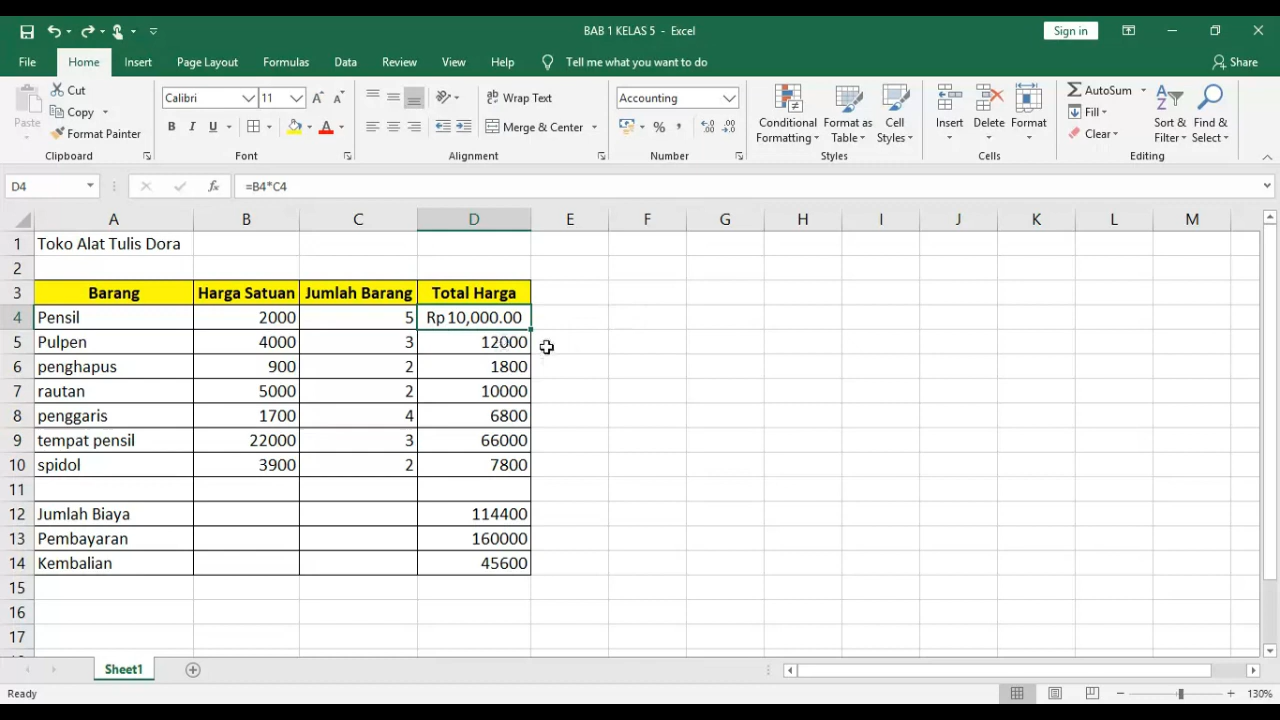 BAB 1 KELAS 5 - Excel
Sign in
File Home Insert Page Layout Formulas Data Review View Help Tell me what you want to do Share
Paste Cut Copy Format Painter Clipboard
Calibri 11 B I U Font
Wrap Text Merge & Center Alignment
Accounting % , Number
Conditional Formatting Format as Table Cell Styles Styles
Insert Delete Format Cells
AutoSum Fill Clear Sort & Filter Find & Select Editing
D4 fx =B4*C4
A B C D E F G H I J K L M
1 Toko Alat Tulis Dora
2
3 Barang Harga Satuan Jumlah Barang Total Harga
4 Pensil 2000 5 Rp 10,000.00
5 Pulpen 4000 3 12000
6 penghapus 900 2 1800
7 rautan 5000 2 10000
8 penggaris 1700 4 6800
9 tempat pensil 22000 3 66000
10 spidol 3900 2 7800
11
12 Jumlah Biaya 114400
13 Pembayaran 160000
14 Kembalian 45600
15
16
17
Sheet1
Ready 130%